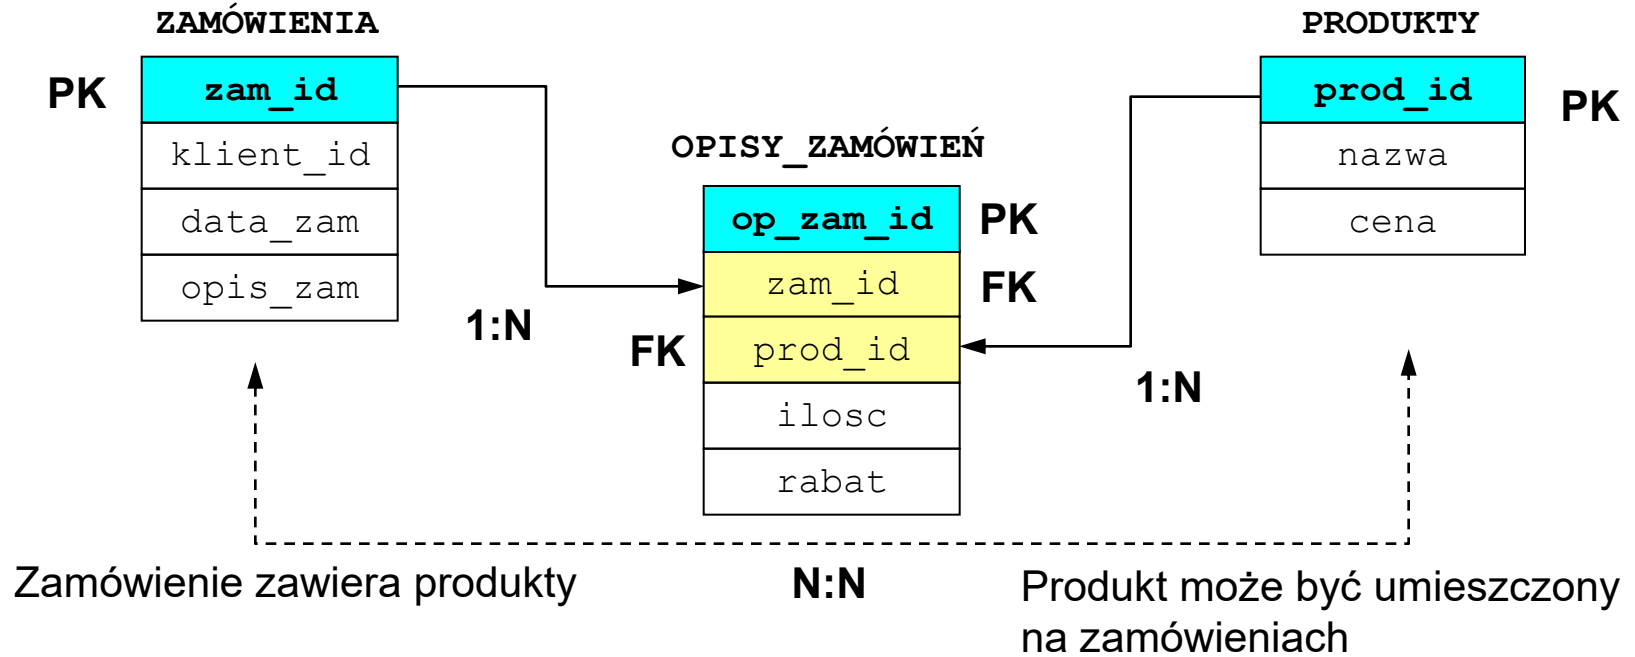 ZAMÓWIENIA
PK
zam_id
klient_id
data_zam
opis_zam
1:N
OPISY_ZAMÓWIEŃ
op_zam_id
PK
zam_id
FK
FK
prod_id
ilosc
rabat
PRODUKTY
prod_id
PK
nazwa
cena
1:N
Zamówienie zawiera produkty
N:N
Produkt może być umieszczony
na zamówieniach